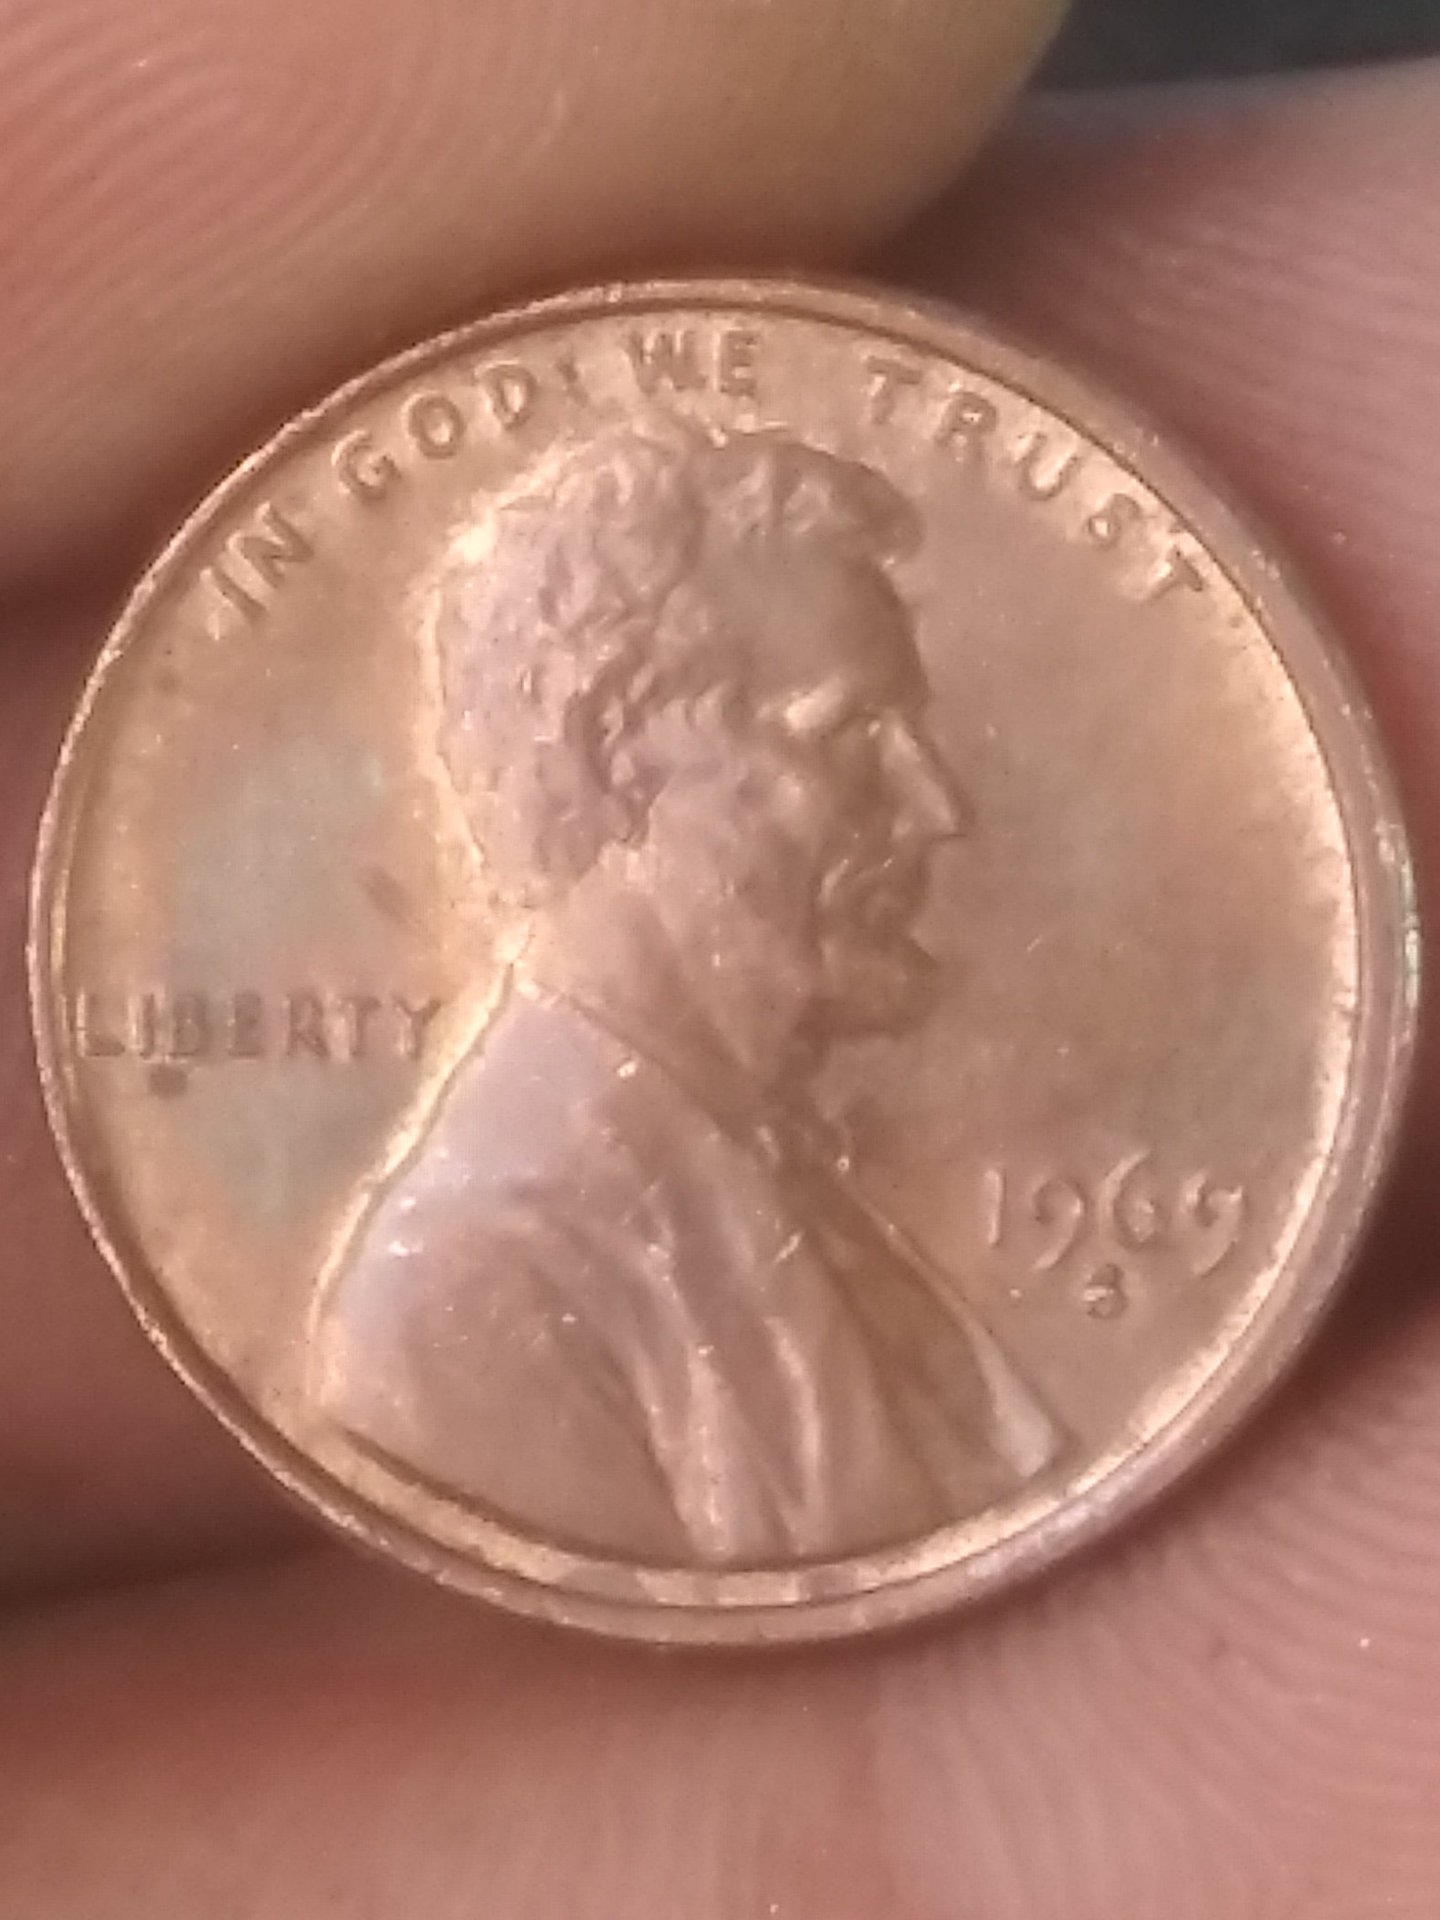 IN GOD WE TRUST
LIBERTY
1969
S